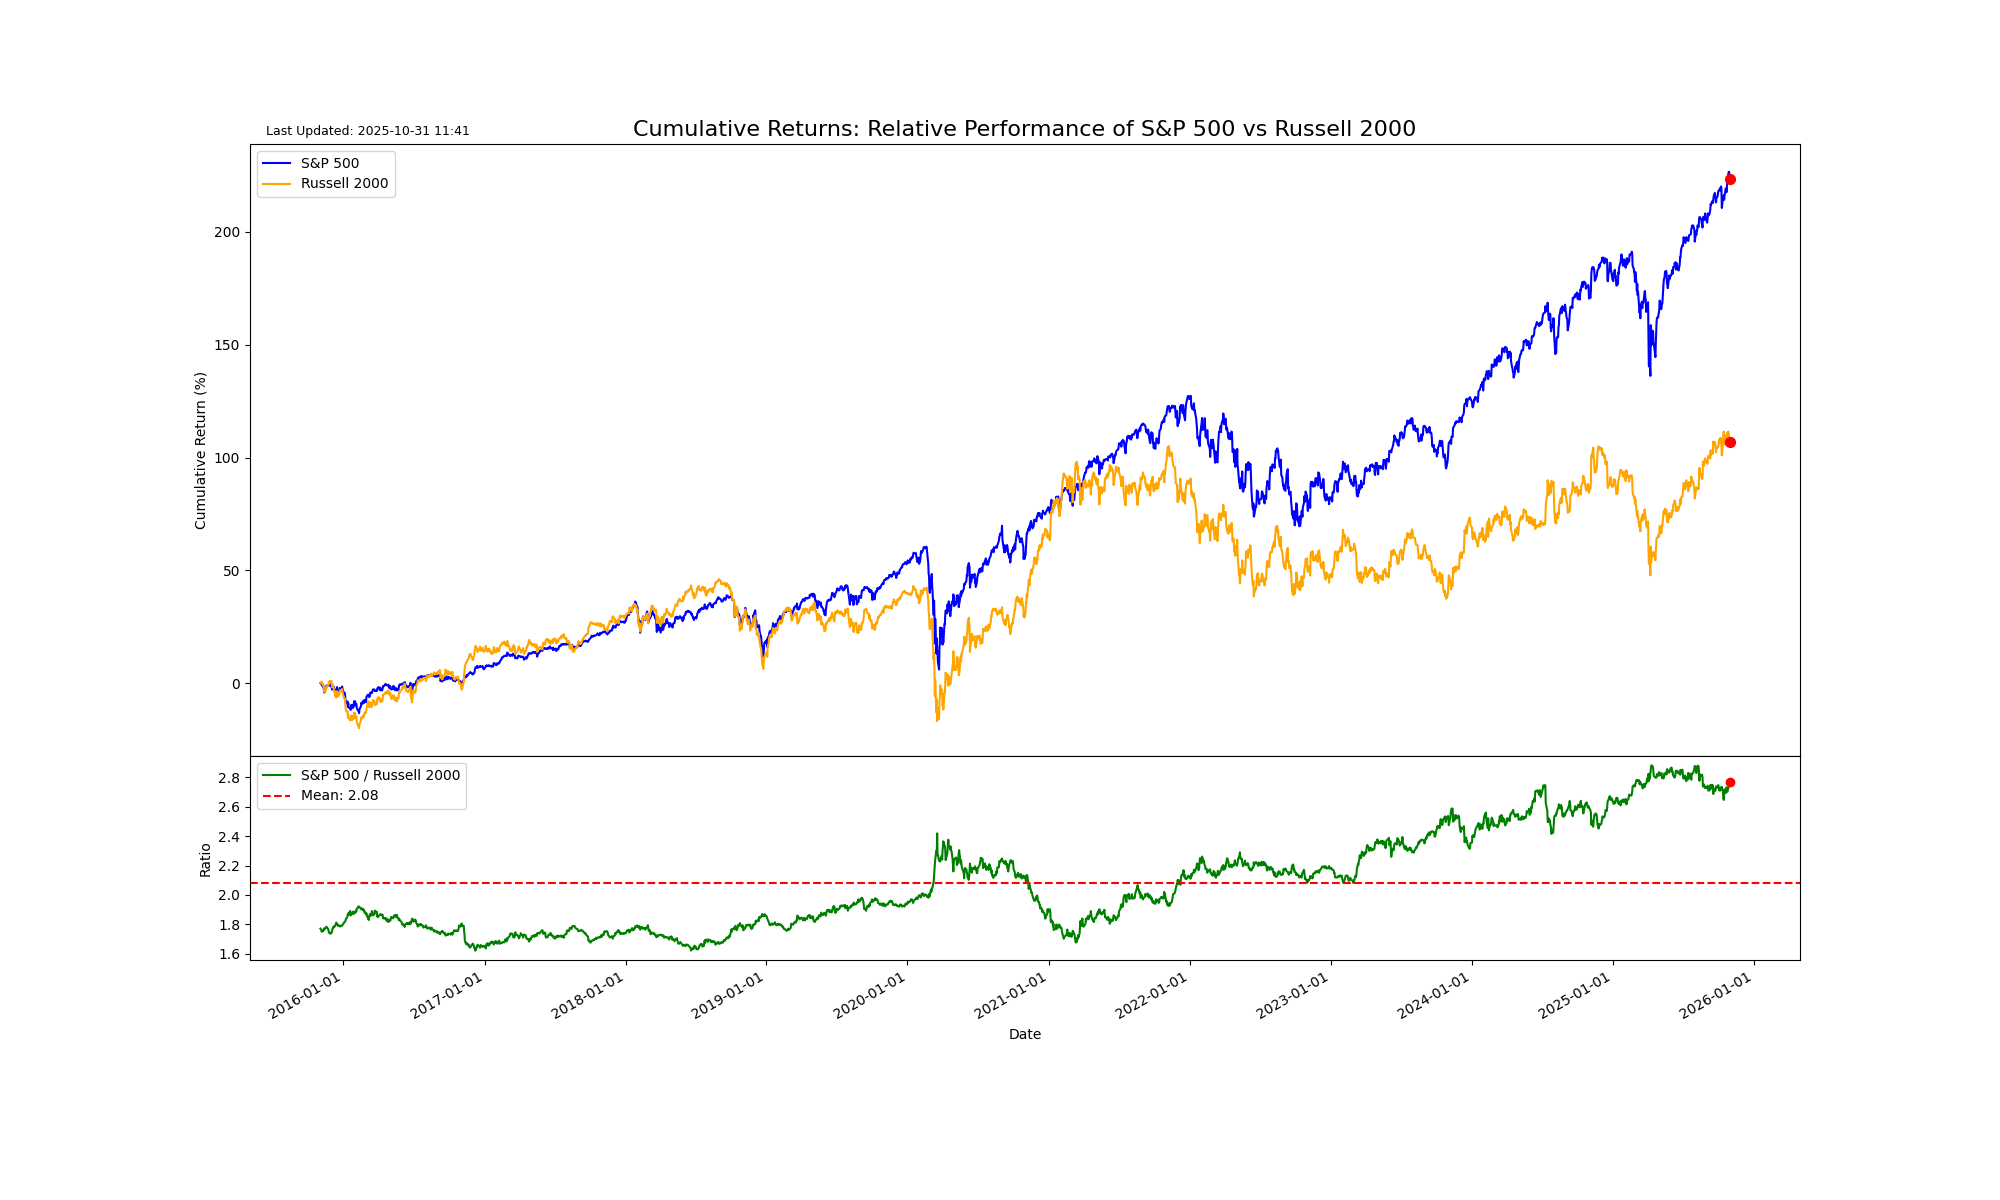 Last Updated: 2025-10-31 11:41
Cumulative Returns: Relative Performance of S&P 500 vs Russell 2000
S&P 500
Russell 2000
Cumulative Return (%)
200
150
100
50
0
S&P 500 / Russell 2000
Mean: 2.08
Ratio
2.8
2.6
2.4
2.2
2.0
1.8
1.6
2016-01-01
2017-01-01
2018-01-01
2019-01-01
2020-01-01
2021-01-01
2022-01-01
2023-01-01
2024-01-01
2025-01-01
2026-01-01
Date